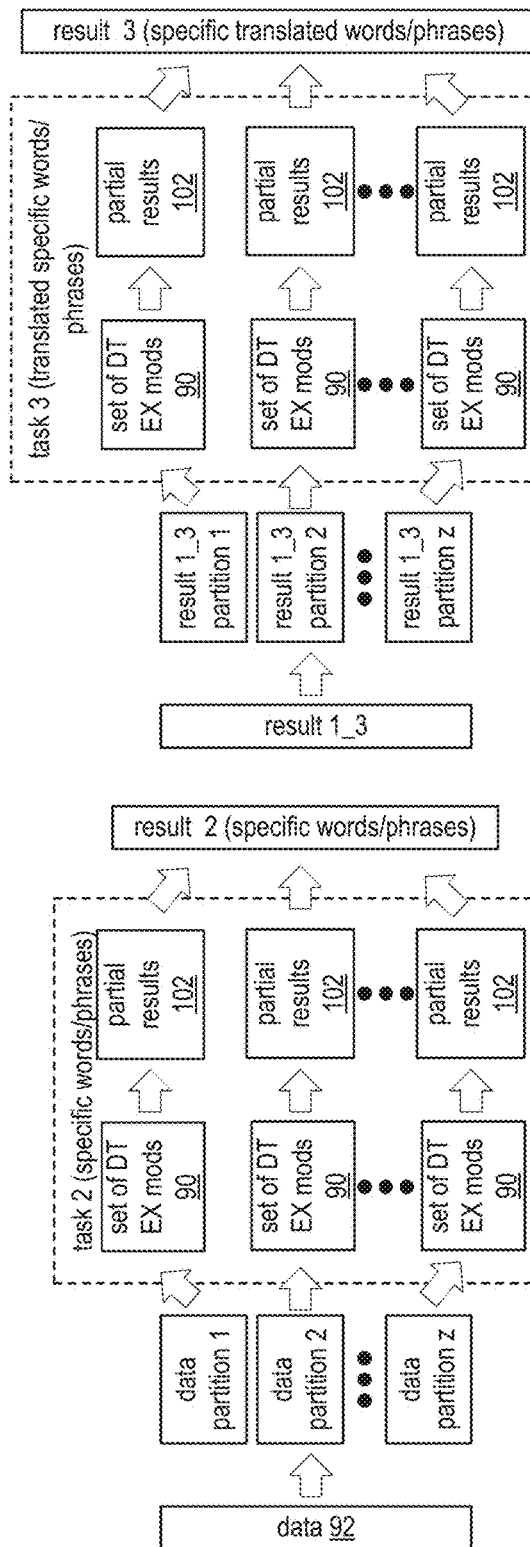 data 92
data
partition 1
data
partition 2
data
partition z
task 2 (specific words/phrases)
set of DT
EX mods
90
partial
results
102
set of DT
EX mods
90
partial
results
102
set of DT
EX mods
90
partial
results
102
result 2 (specific words/phrases)
result 1_3
result 1_3
partition 1
result 1_3
partition 2
result 1_3
partition z
task 3 (translated specific words/
phrases)
set of DT
EX mods
90
partial
results
102
set of DT
EX mods
90
partial
results
102
set of DT
EX mods
90
partial
results
102
result 3 (specific translated words/phrases)